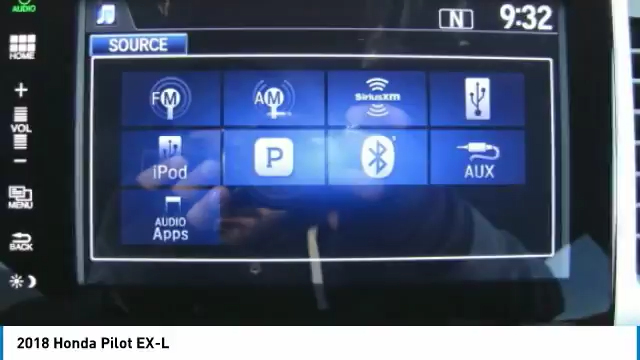 AUDIO
N 9:32
HOME
SOURCE
+
VOL
-
FM
AM
SiriusXM
iPod
P
AUX
MENU
AUDIO
Apps
BACK
2018 Honda Pilot EX-L